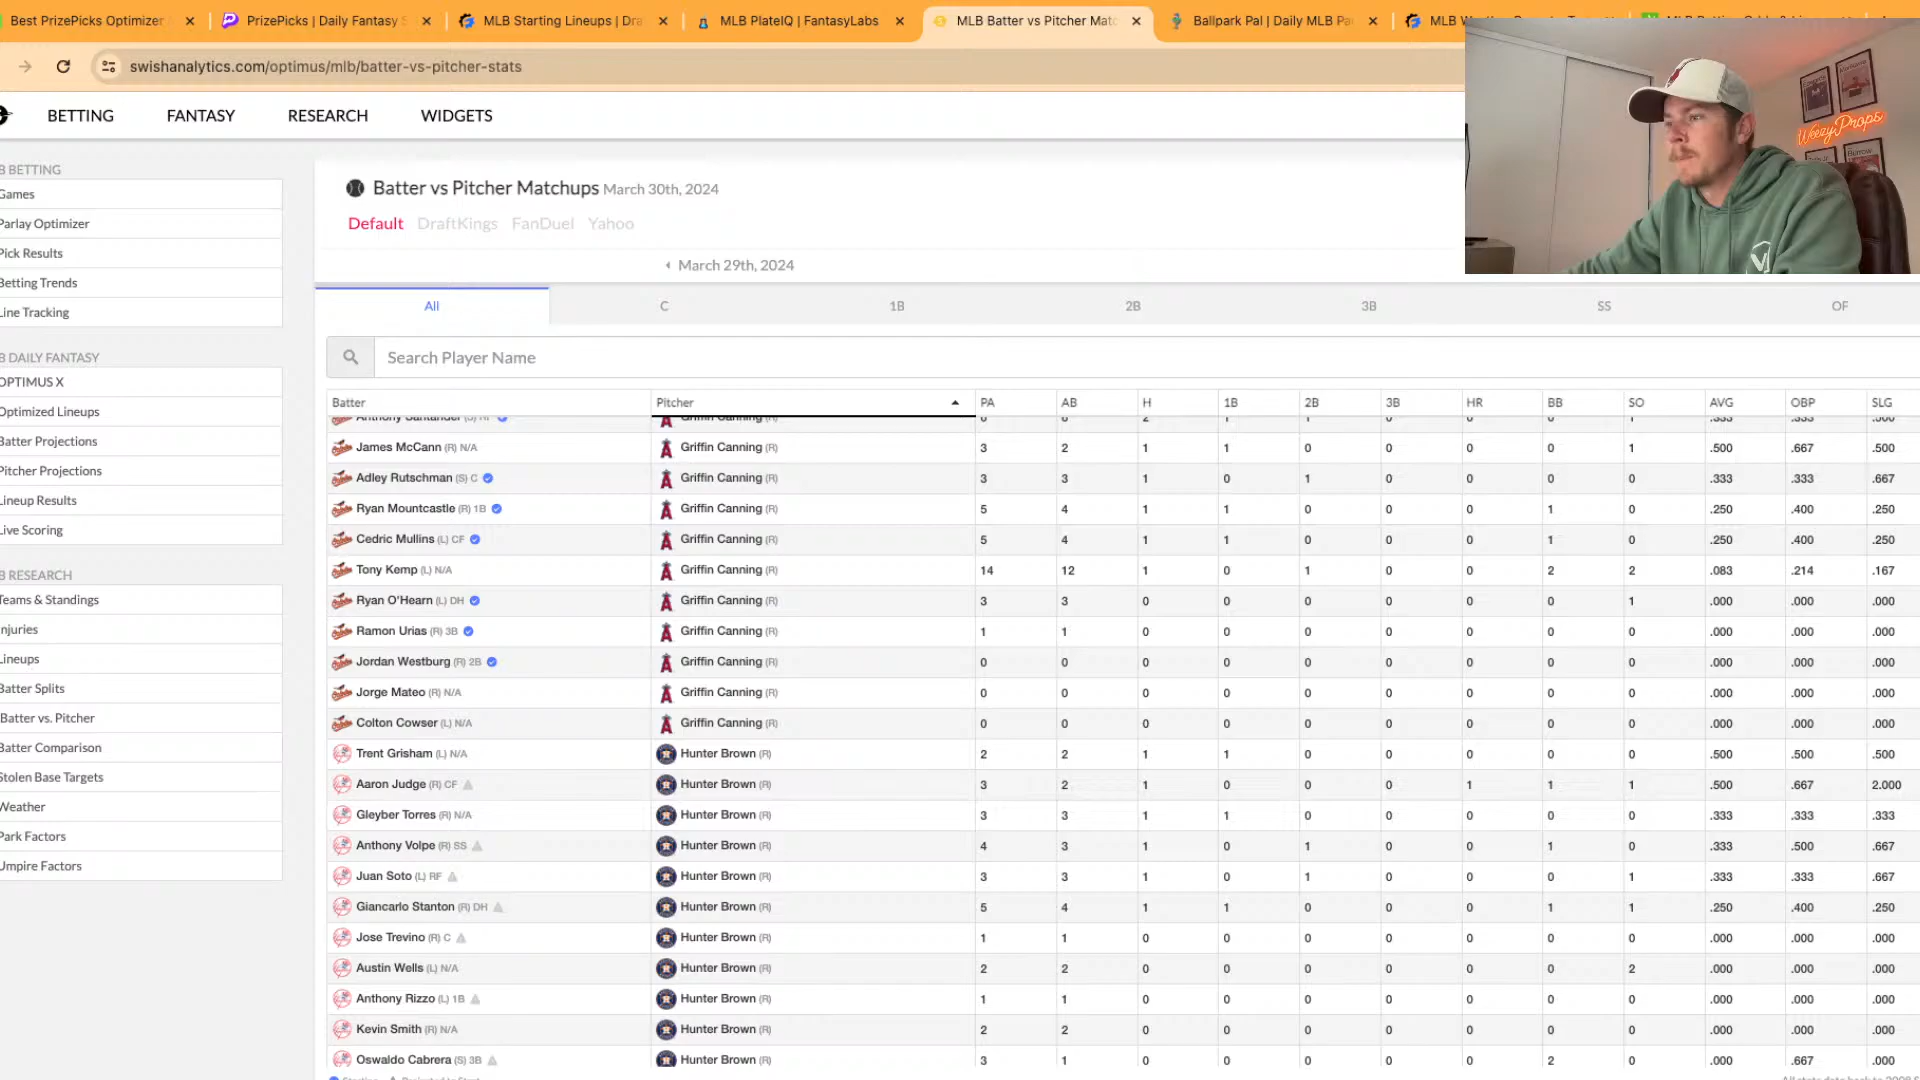 Best PrizePicks Optimizer
PrizePicks | Daily Fantasy S
MLB Starting Lineups | Dra
MLB PlateIQ | FantasyLabs
MLB Batter vs Pitcher Matc
Ballpark Pal | Daily MLB Pa
swishanalytics.com/optimus/mlb/batter-vs-pitcher-stats
BETTING FANTASY RESEARCH WIDGETS
WeezyProps
B BETTING
Games
Parlay Optimizer
Pick Results
Betting Trends
Line Tracking
B DAILY FANTASY
OPTIMUS X
Optimized Lineups
Batter Projections
Pitcher Projections
Lineup Results
Live Scoring
B RESEARCH
Teams & Standings
Injuries
Lineups
Batter Splits
Batter vs. Pitcher
Batter Comparison
Stolen Base Targets
Weather
Park Factors
Umpire Factors
Batter vs Pitcher Matchups March 30th, 2024
Default DraftKings FanDuel Yahoo
March 29th, 2024
All C 1B 2B 3B SS OF
Search Player Name
Batter Pitcher PA AB H 1B 2B 3B HR BB SO AVG OBP SLG
Anthony Santander (S) Griffin Canning (R) 6 6 2 1 1 0 0 0 0 .333 .333 .500
James McCann (R) N/A Griffin Canning (R) 3 2 1 1 0 0 0 0 1 .500 .667 .500
Adley Rutschman (S) C Griffin Canning (R) 3 3 1 0 1 0 0 0 0 .333 .333 .667
Ryan Mountcastle (R) 1B Griffin Canning (R) 5 4 1 1 0 0 0 1 0 .250 .400 .250
Cedric Mullins (L) CF Griffin Canning (R) 5 4 1 1 0 0 0 1 0 .250 .400 .250
Tony Kemp (L) N/A Griffin Canning (R) 14 12 1 0 1 0 0 2 2 .083 .214 .167
Ryan O'Hearn (L) DH Griffin Canning (R) 3 3 0 0 0 0 0 0 1 .000 .000 .000
Ramon Urias (R) 3B Griffin Canning (R) 1 1 0 0 0 0 0 0 0 .000 .000 .000
Jordan Westburg (R) 2B Griffin Canning (R) 0 0 0 0 0 0 0 0 0 .000 .000 .000
Jorge Mateo (R) N/A Griffin Canning (R) 0 0 0 0 0 0 0 0 0 .000 .000 .000
Colton Cowser (L) N/A Griffin Canning (R) 0 0 0 0 0 0 0 0 0 .000 .000 .000
Trent Grisham (L) N/A Hunter Brown (R) 2 2 1 1 0 0 0 0 0 .500 .500 .500
Aaron Judge (R) CF Hunter Brown (R) 3 2 1 0 0 0 1 1 1 .500 .667 2.000
Gleyber Torres (R) N/A Hunter Brown (R) 3 3 1 1 0 0 0 0 0 .333 .333 .333
Anthony Volpe (R) SS Hunter Brown (R) 4 3 1 0 1 0 0 1 0 .333 .500 .667
Juan Soto (L) RF Hunter Brown (R) 3 3 1 0 1 0 0 0 1 .333 .333 .667
Giancarlo Stanton (R) DH Hunter Brown (R) 5 4 1 1 0 0 0 1 1 .250 .400 .250
Jose Trevino (R) C Hunter Brown (R) 1 1 0 0 0 0 0 0 0 .000 .000 .000
Austin Wells (L) N/A Hunter Brown (R) 2 2 0 0 0 0 0 0 2 .000 .000 .000
Anthony Rizzo (L) 1B Hunter Brown (R) 1 1 0 0 0 0 0 0 0 .000 .000 .000
Kevin Smith (R) N/A Hunter Brown (R) 2 2 0 0 0 0 0 0 0 .000 .000 .000
Oswaldo Cabrera (S) 3B Hunter Brown (R) 3 1 0 0 0 0 0 2 0 .000 .667 .000